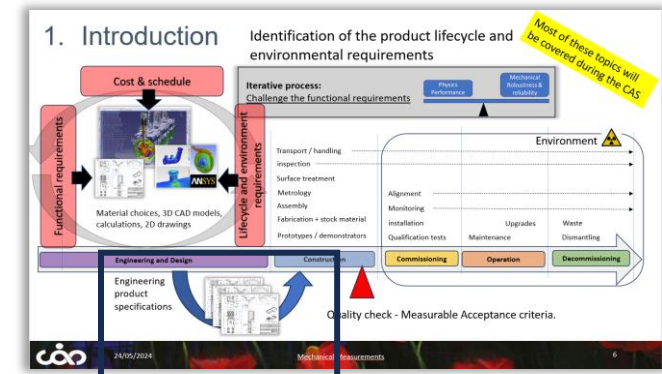 1. Introduction
Identification of the product lifecycle and
environmental requirements
Most of these topics will
be covered during the CAS
Cost & schedule
Iterative process:
Challenge the functional requirements
Physics
Performance
Mechanical
Robustness &
reliability
Functional requirements
Lifecycle and environment
requirements
ANSYS
Material choices, 3D CAD models,
calculations, 2D drawings
Environment
Transport / handling
inspection
Surface treatment
Metrology
Assembly
Fabrication + stock material
Prototypes / demonstrators
Alignment
Monitoring
installation
Qualification tests
Upgrades
Maintenance
Waste
Dismantling
Engineering and Design
Construction
Commissioning
Operation
Decommissioning
Engineering
product
specifications
Quality check - Measurable Acceptance criteria.
24/05/2024
Mechanical Measurements
6